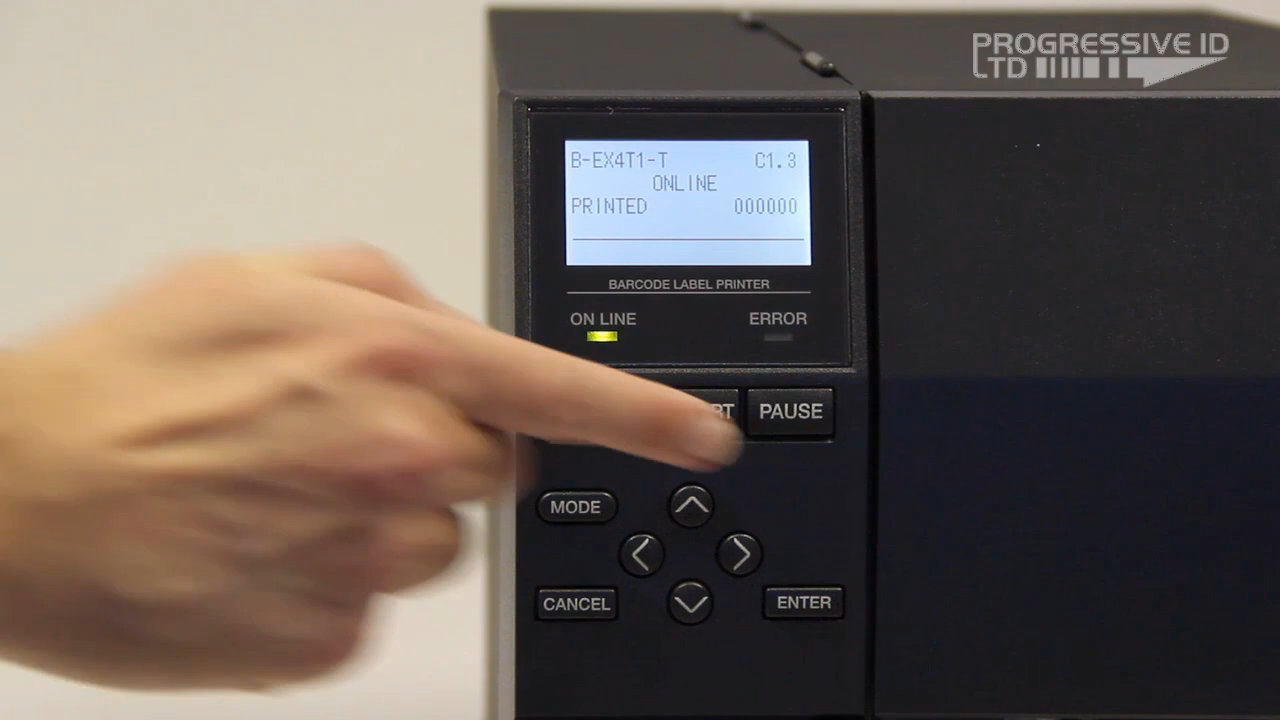 PROGRESSIVE ID
LTD
B-EX4T1-T C1.3
ONLINE
PRINTED 000000
BARCODE LABEL PRINTER
ON LINE ERROR
PAUSE
MODE
CANCEL ENTER